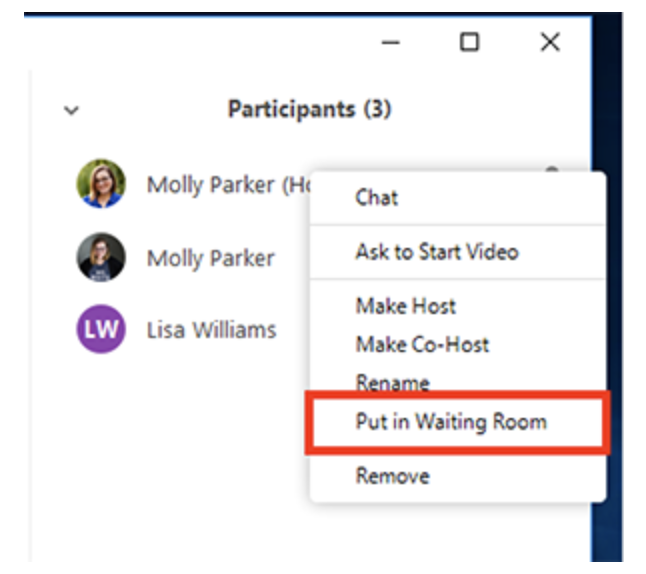 Participants (3)
Molly Parker (Ho
Chat
Ask to Start Video
Molly Parker
Make Host
LW Lisa Williams
Make Co-Host
Rename
Put in Waiting Room
Remove